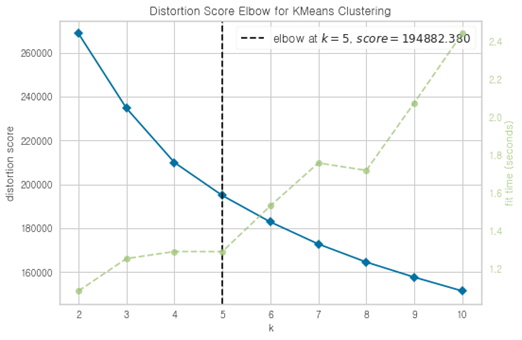 Distortion Score Elbow for KMeans Clustering
elbow at k = 5, score = 194882.380
distortion score
260000
240000
220000
200000
180000
160000
2 3 4 5 6 7 8 9 10
k
2.4
2.2
2.0
1.8
1.6
1.4
1.2
fit time (seconds)